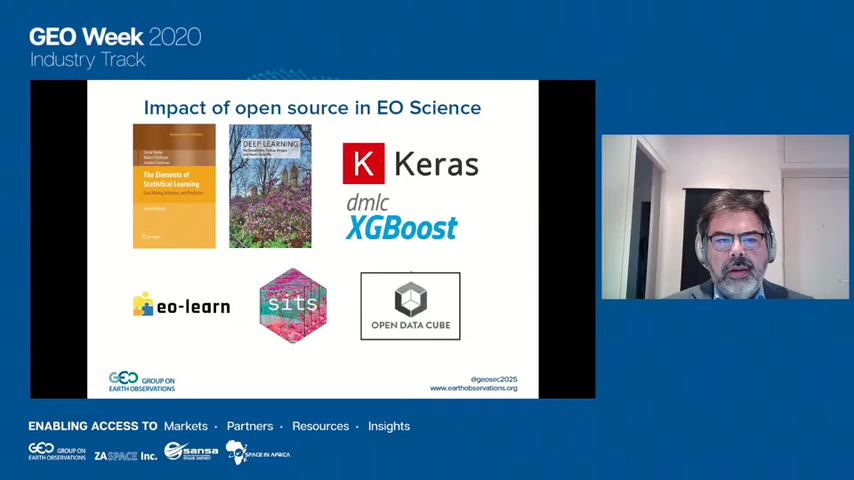 GEO Week 2020
Industry Track
Impact of open source in EO Science
The Elements of
Statistical Learning
DEEP LEARNING
K Keras
dmlc
XGBoost
eo-learn
sits
OPEN DATA CUBE
GEO GROUP ON
EARTH OBSERVATIONS
@geosec2025
www.earthobservations.org
ENABLING ACCESS TO Markets · Partners · Resources · Insights
GEO GROUP ON
EARTH OBSERVATIONS
ZASPACE Inc.
sansa
SPACE IN AFRICA